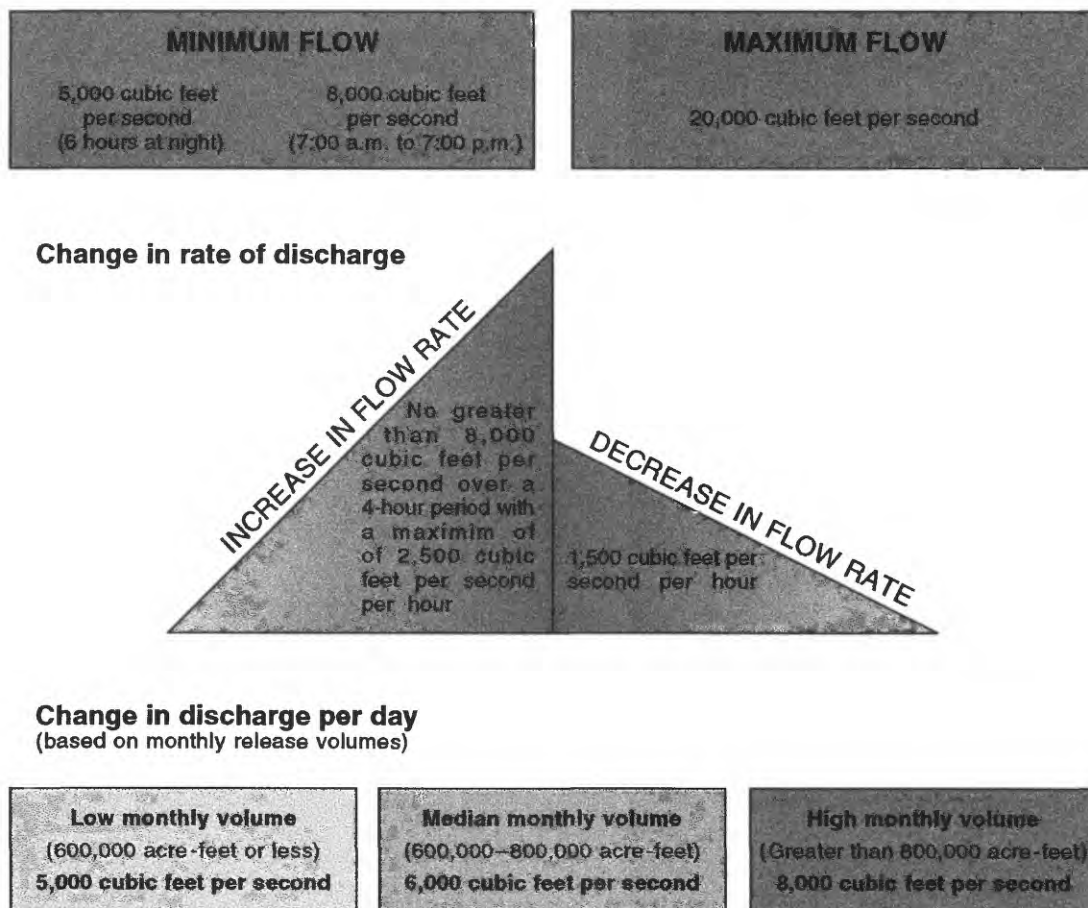 MINIMUM FLOW
5,000 cubic feet
per second
(6 hours at night)
8,000 cubic feet
per second
(7:00 a.m. to 7:00 p.m.)
MAXIMUM FLOW
20,000 cubic feet per second
Change in rate of discharge
INCREASE IN FLOW RATE
No greater
than 8,000
cubic feet per
second over a
4-hour period with
a maximim of
of 2,500 cubic
feet per second
per hour
DECREASE IN FLOW RATE
1,500 cubic feet per
second per hour
Change in discharge per day
(based on monthly release volumes)
Low monthly volume
(600,000 acre-feet or less)
5,000 cubic feet per second
Median monthly volume
(600,000–800,000 acre-feet)
6,000 cubic feet per second
High monthly volume
(Greater than 800,000 acre-feet)
8,000 cubic feet per second